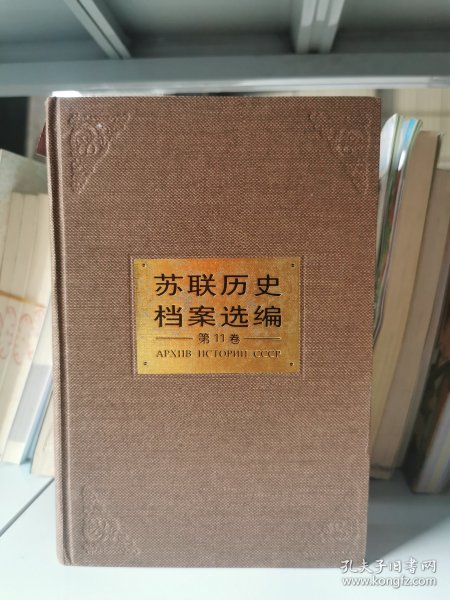 苏联历史
档案选编
第11卷
АРХИВ ИСТОРИИ СССР
孔夫子旧书网
www.kongfz.com